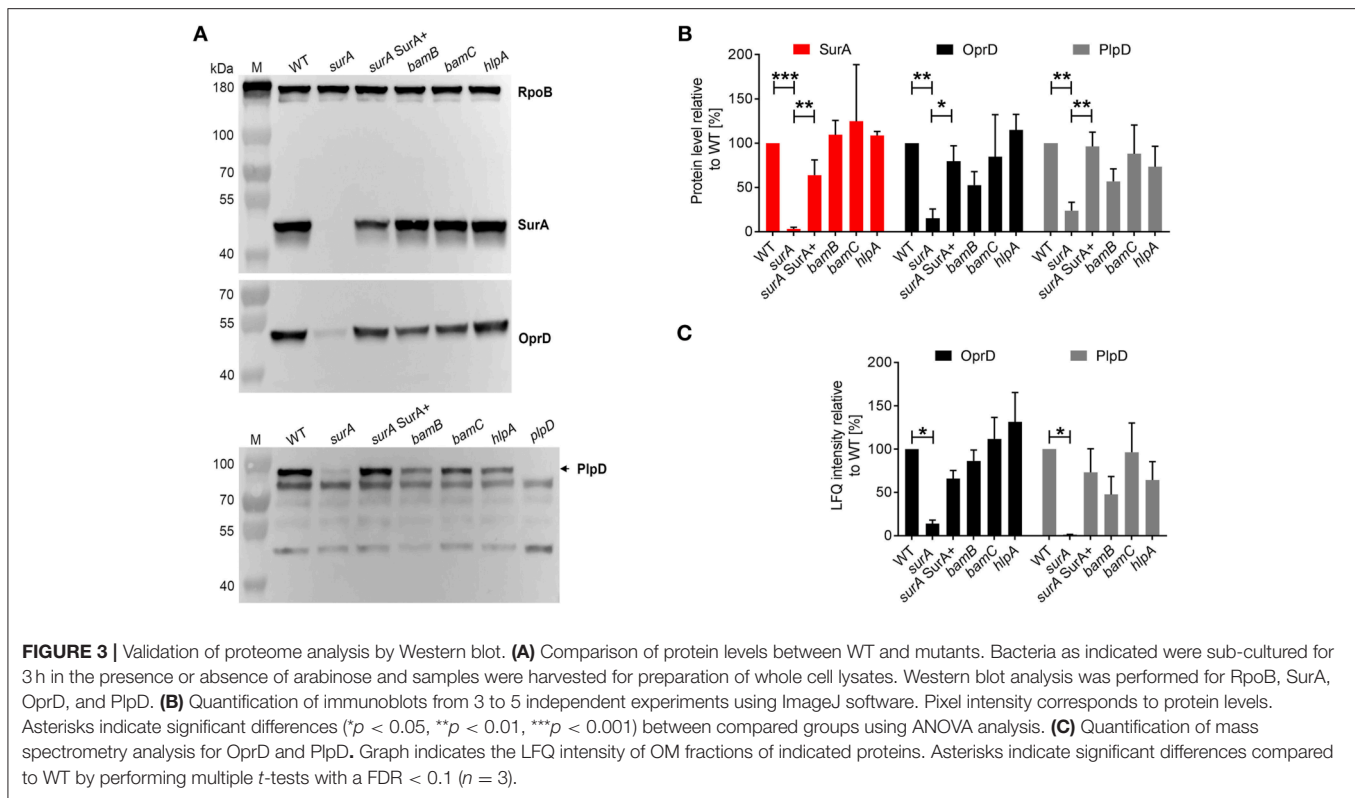 A
kDa M WT surA surA SurA+ bamB bamC hlpA
180
RpoB
100
70
55
SurA
40
70
55
OprD
40
M WT surA surA SurA+ bamB bamC hlpA plpD
100
PlpD
70
55
40
B
SurA OprD PlpD
Protein level relative
to WT [%]
200
150
100
50
0
*** ** ** * ** **
WT surA surA SurA+ bamB bamC hlpA WT surA surA SurA+ bamB bamC hlpA WT surA surA SurA+ bamB bamC hlpA
C
OprD PlpD
LFQ intensity relative
to WT [%]
200
150
100
50
0
* *
WT surA surA SurA+ bamB bamC hlpA WT surA surA SurA+ bamB bamC hlpA
FIGURE 3 | Validation of proteome analysis by Western blot. (A) Comparison of protein levels between WT and mutants. Bacteria as indicated were sub-cultured for
3 h in the presence or absence of arabinose and samples were harvested for preparation of whole cell lysates. Western blot analysis was performed for RpoB, SurA,
OprD, and PlpD. (B) Quantification of immunoblots from 3 to 5 independent experiments using ImageJ software. Pixel intensity corresponds to protein levels.
Asterisks indicate significant differences (*p < 0.05, **p < 0.01, ***p < 0.001) between compared groups using ANOVA analysis. (C) Quantification of mass
spectrometry analysis for OprD and PlpD. Graph indicates the LFQ intensity of OM fractions of indicated proteins. Asterisks indicate significant differences compared
to WT by performing multiple t-tests with a FDR < 0.1 (n = 3).